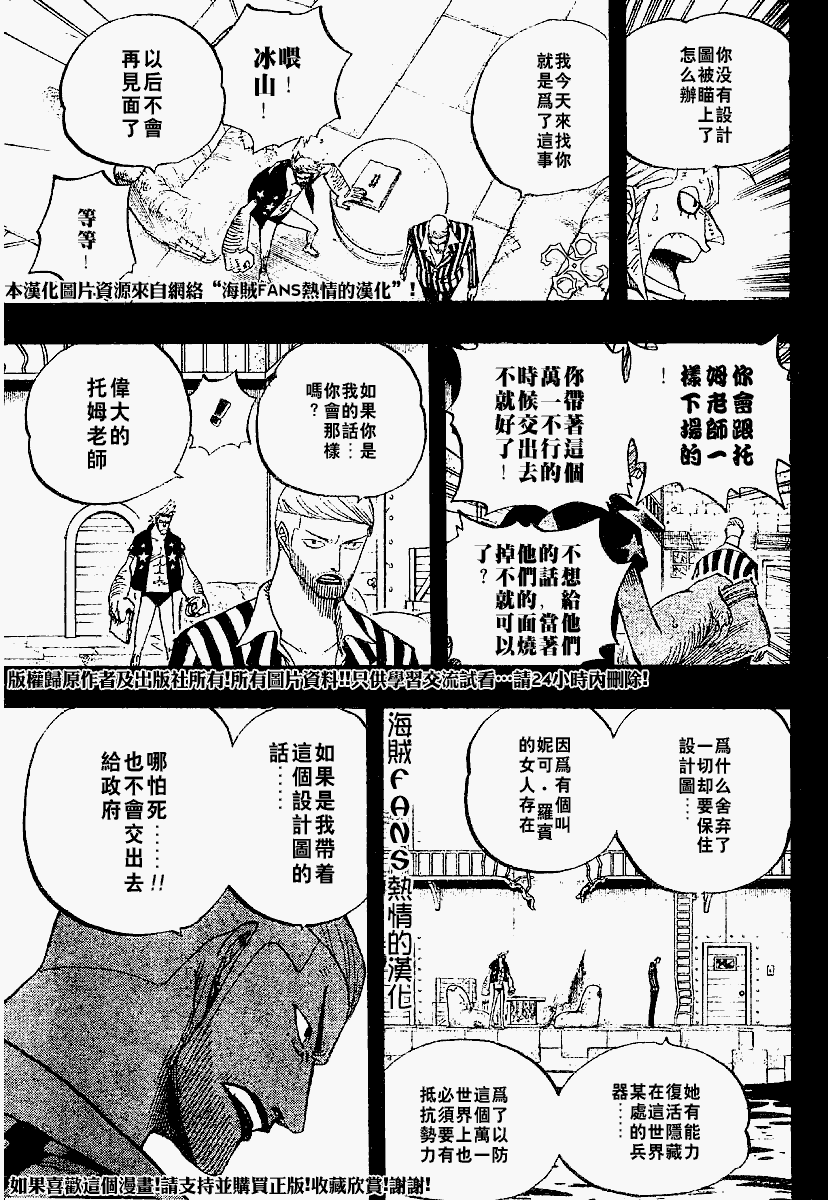 你没有設計
圖被瞄上了
怎么辦
我今天來找你
就是爲了這事
喂!
冰山!
以后不會
再見面了
等等!
本漢化圖片資源來自網絡“海賊FANS熱情的漢化”!
你會跟托
姆老師一
樣下場的
!
你帶著這個
萬一不行的
時候交出去
不就好了!
不想給他們
的話,當著
他們的面燒
掉不就可以
了?
如果你是
我的話…
你會那樣
嗎?
!
偉大的
托姆老師
版權歸原作者及出版社所有!所有圖片資料!!只供學習交流試看…請24小時內刪除!
爲什么舍弃了
一切却要保住
設計圖……
因爲有個叫
妮可·羅賓
的女人存在
海賊FANS熱情的漢化
她有能力
復活隱藏
在這世界
某處的兵
器……
爲了以防
這個萬一
世界上也
必須要有
抵抗勢力
如果是我帶着
這個設計圖的
話……
哪怕死……!!
也不會交出去
給政府
如果喜歡這個漫畫!請支持並購買正版!收藏欣賞!謝謝!